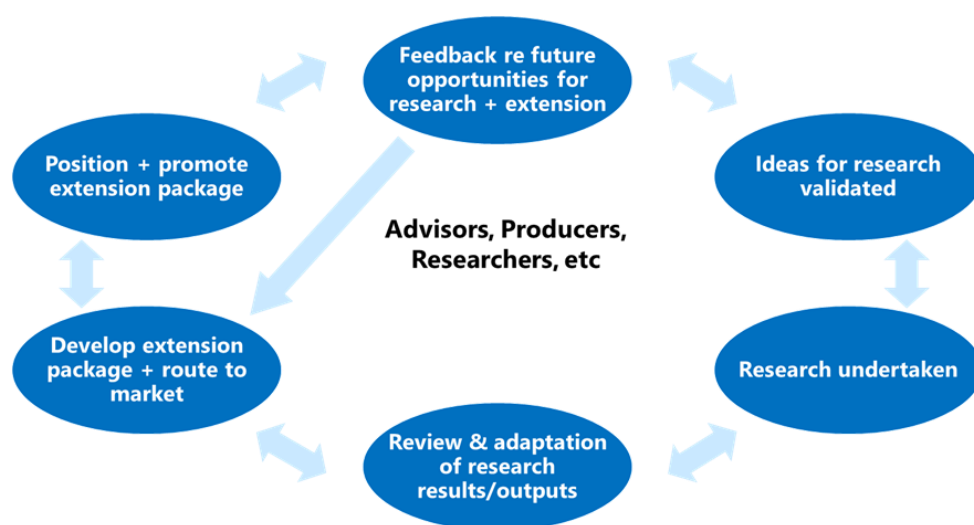 Feedback re future
opportunities for
research + extension
Position + promote
extension package
Ideas for research
validated
Advisors, Producers,
Researchers, etc
Develop extension
package + route to
market
Research undertaken
Review & adaptation
of research
results/outputs